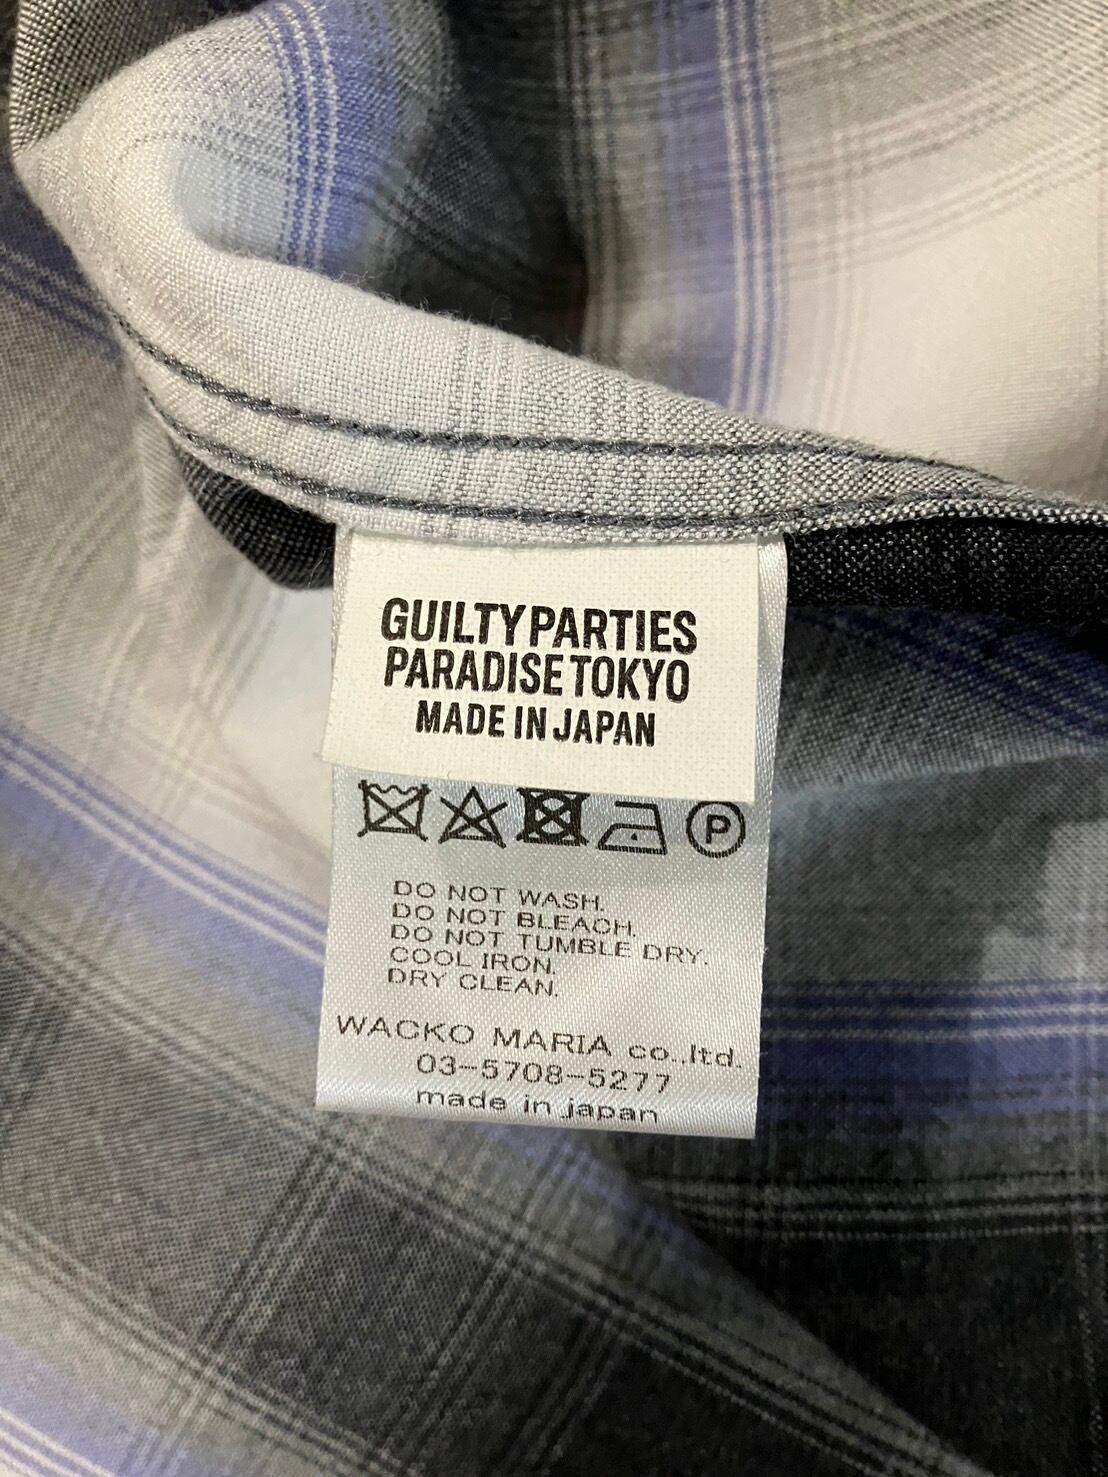 GUILTY PARTIES
PARADISE TOKYO
MADE IN JAPAN
P
DO NOT WASH.
DO NOT BLEACH.
DO NOT TUMBLE DRY.
COOL IRON.
DRY CLEAN.
WACKO MARIA co.,ltd.
03-5708-5277
made in japan